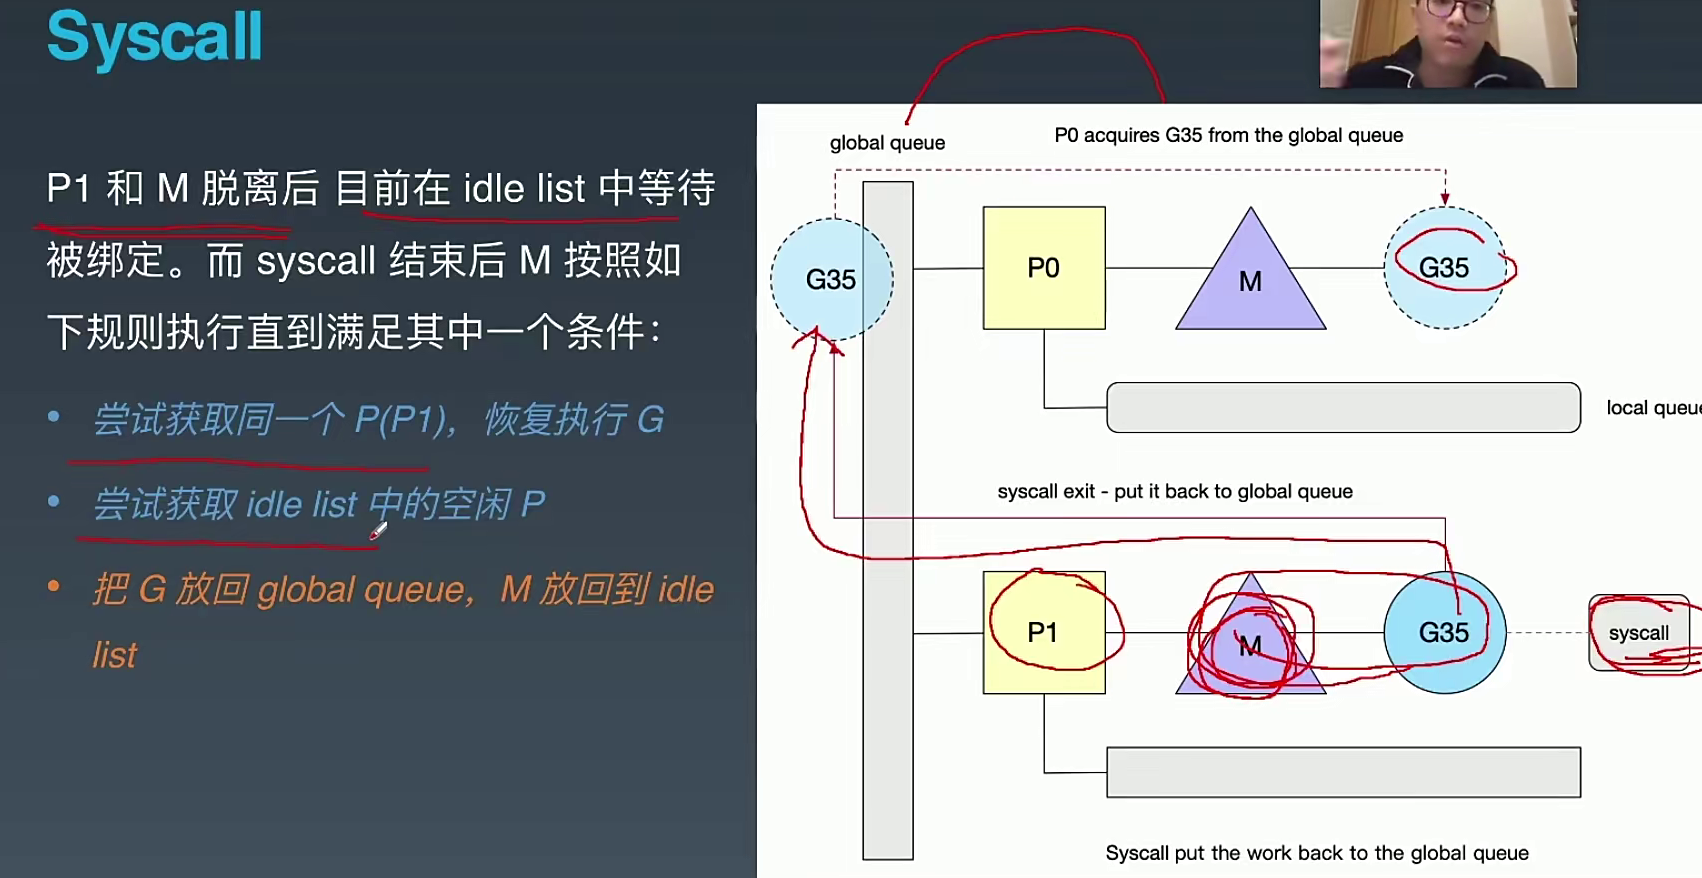 Syscall
P1 和 M 脱离后 目前在 idle list 中等待
被绑定。而 syscall 结束后 M 按照如
下规则执行直到满足其中一个条件：
• 尝试获取同一个 P(P1)，恢复执行 G
• 尝试获取 idle list 中的空闲 P
• 把 G 放回 global queue，M 放回到 idle
list
global queue
P0 acquires G35 from the global queue
G35
P0
M
G35
local queue
syscall exit - put it back to global queue
P1
M
G35
syscall
Syscall put the work back to the global queue